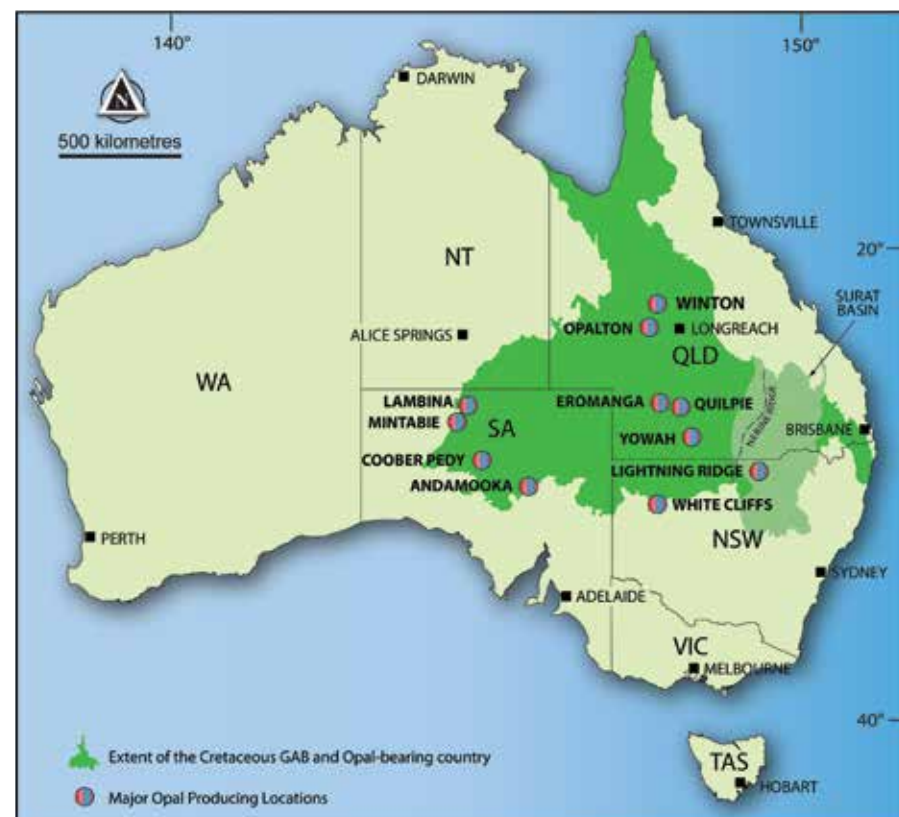 140°
150°
DARWIN
N
500 kilometres
TOWNSVILLE
NT
20°
WINTON
SURAT
BASIN
OPALTON
LONGREACH
ALICE SPRINGS
QLD
WA
LAMBINA
EROMANGA
QUILPIE
MINTABIE
SA
BRISBANE
YOWAH
COOBER PEDY
LIGHTNING RIDGE
ANDAMOOKA
WHITE CLIFFS
PERTH
NSW
SYDNEY
ADELAIDE
VIC
MELBOURNE
40°
Extent of the Cretaceous GAB and Opal-bearing country
TAS
HOBART
Major Opal Producing Locations